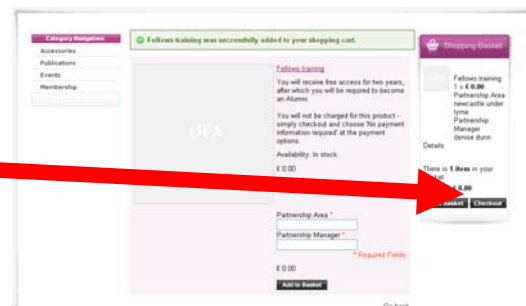 Category Navigation
Accessories
Publications
Events
Membership
Fellows training was successfully added to your shopping cart.
UFA
Fellows training
You will receive free access for two years,
after which you will be required to become
an Alumni.
You will not be charged for this product -
simply checkout and choose 'No payment
information required' at the payment
options.
Availability: In stock.
£ 0.00
Partnership Area *
Partnership Manager *
* Required Fields
£ 0.00
Add to Basket
Go back
Shopping Basket
Fellows training
1 x £ 0.00
Partnership Area
newcastle under
lyme
Partnership
Manager
denise dunn
Details
There is 1 item in your
£ 0.00
Basket
Checkout